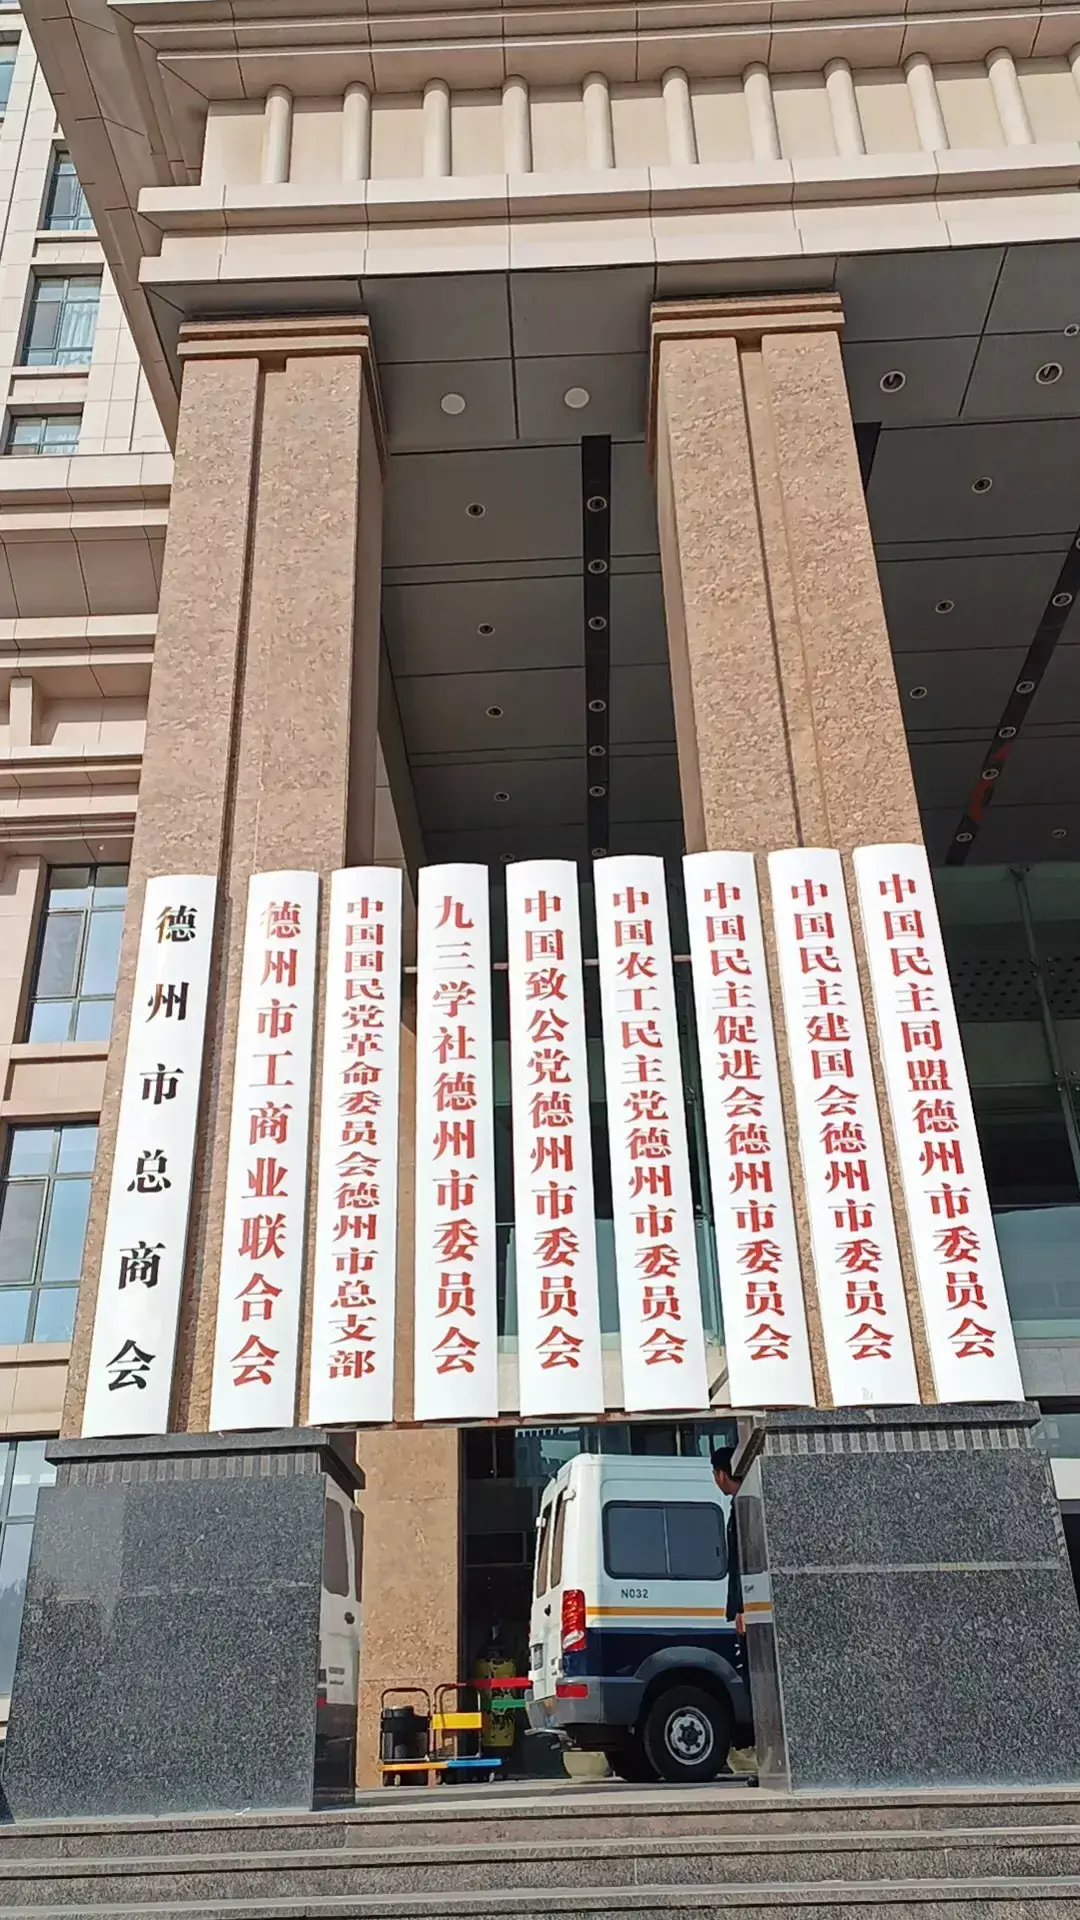 中国民主同盟德州市委员会
中国民主建国会德州市委员会
中国民主促进会德州市委员会
中国农工民主党德州市委员会
中国致公党德州市委员会
九三学社德州市委员会
中国国民党革命委员会德州市总支部
德州市工商业联合会
德州市总商会
N032